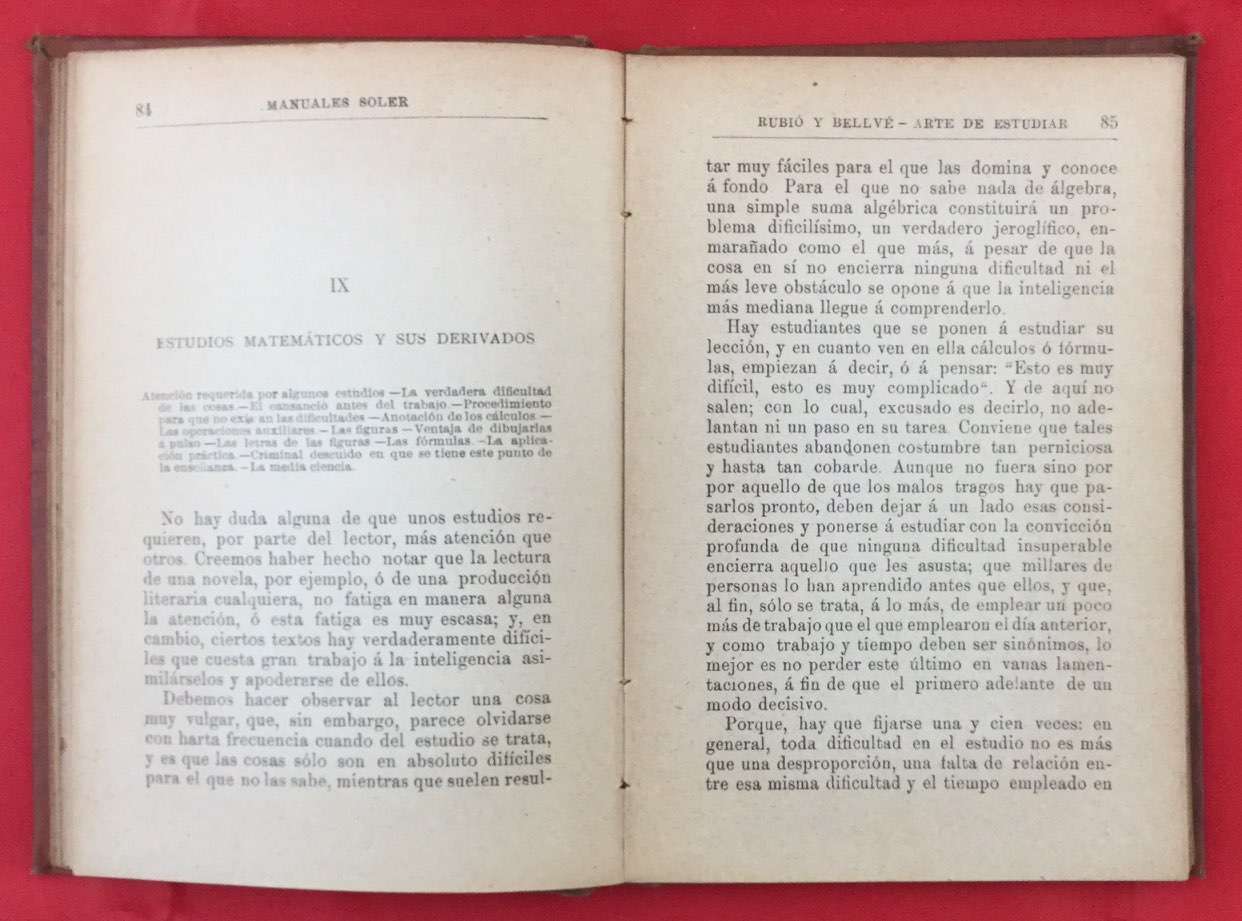 84
MANUALES SOLER
IX
ESTUDIOS MATEMÁTICOS Y SUS DERIVADOS
Atención requerida por algunos estudios —La verdadera dificultad
de las cosas.—El cansancio antes del trabajo.—Procedimiento
para que no exis an las dificultades —Anotación de los cálculos —
Las operaciones auxiliares.—Las figuras —Ventaja de dibujarlas
á pulso —Las letras de las figuras —Las fórmulas. -La aplica-
ción práctica.—Criminal descuido en que se tiene este punto de
la enseñanza. -La media ciencia.
No hay duda alguna de que unos estudios re-
quieren, por parte del lector, más atención que
otros. Creemos haber hecho notar que la lectura
de una novela, por ejemplo, ó de una producción
literaria cualquiera, no fatiga en manera alguna
la atención, ó esta fatiga es muy escasa; y, en
cambio, ciertos textos hay verdaderamente difíci-
les que cuesta gran trabajo á la inteligencia asi-
milárselos y apoderarse de ellos.
Debemos hacer observar al lector una cosa
muy vulgar, que, sin embargo, parece olvidarse
con harta frecuencia cuando del estudio se trata,
y es que las cosas sólo son en absoluto difíciles
para el que no las sabe, mientras que suelen resul-
RUBIÓ Y BELLVÉ – ARTE DE ESTUDIAR 85
tar muy fáciles para el que las domina y conoce
á fondo Para el que no sabe nada de álgebra,
una simple suma algébrica constituirá un pro-
blema dificilísimo, un verdadero jeroglífico, en-
marañado como el que más, á pesar de que la
cosa en sí no encierra ninguna dificultad ni el
más leve obstáculo se opone á que la inteligencia
más mediana llegue á comprenderlo.
Hay estudiantes que se ponen á estudiar su
lección, y en cuanto ven en ella cálculos ó fórmu-
las, empiezan á decir, ó á pensar: “Esto es muy
difícil, esto es muy complicado“. Y de aquí no
salen; con lo cual, excusado es decirlo, no ade-
lantan ni un paso en su tarea. Conviene que tales
estudiantes abandonen costumbre tan perniciosa
y hasta tan cobarde. Aunque no fuera sino por
por aquello de que los malos tragos hay que pa-
sarlos pronto, deben dejar á un lado esas consi-
deraciones y ponerse á estudiar con la convicción
profunda de que ninguna dificultad insuperable
encierra aquello que les asusta; que millares de
personas lo han aprendido antes que ellos, y que,
al fin, sólo se trata, á lo más, de emplear un poco
más de trabajo que el que emplearon el día anterior,
y como trabajo y tiempo deben ser sinónimos, lo
mejor es no perder este último en vanas lamen-
taciones, á fin de que el primero adelante de un
modo decisivo.
Porque, hay que fijarse una y cien veces: en
general, toda dificultad en el estudio no es más
que una desproporción, una falta de relación en-
tre esa misma dificultad y el tiempo empleado en